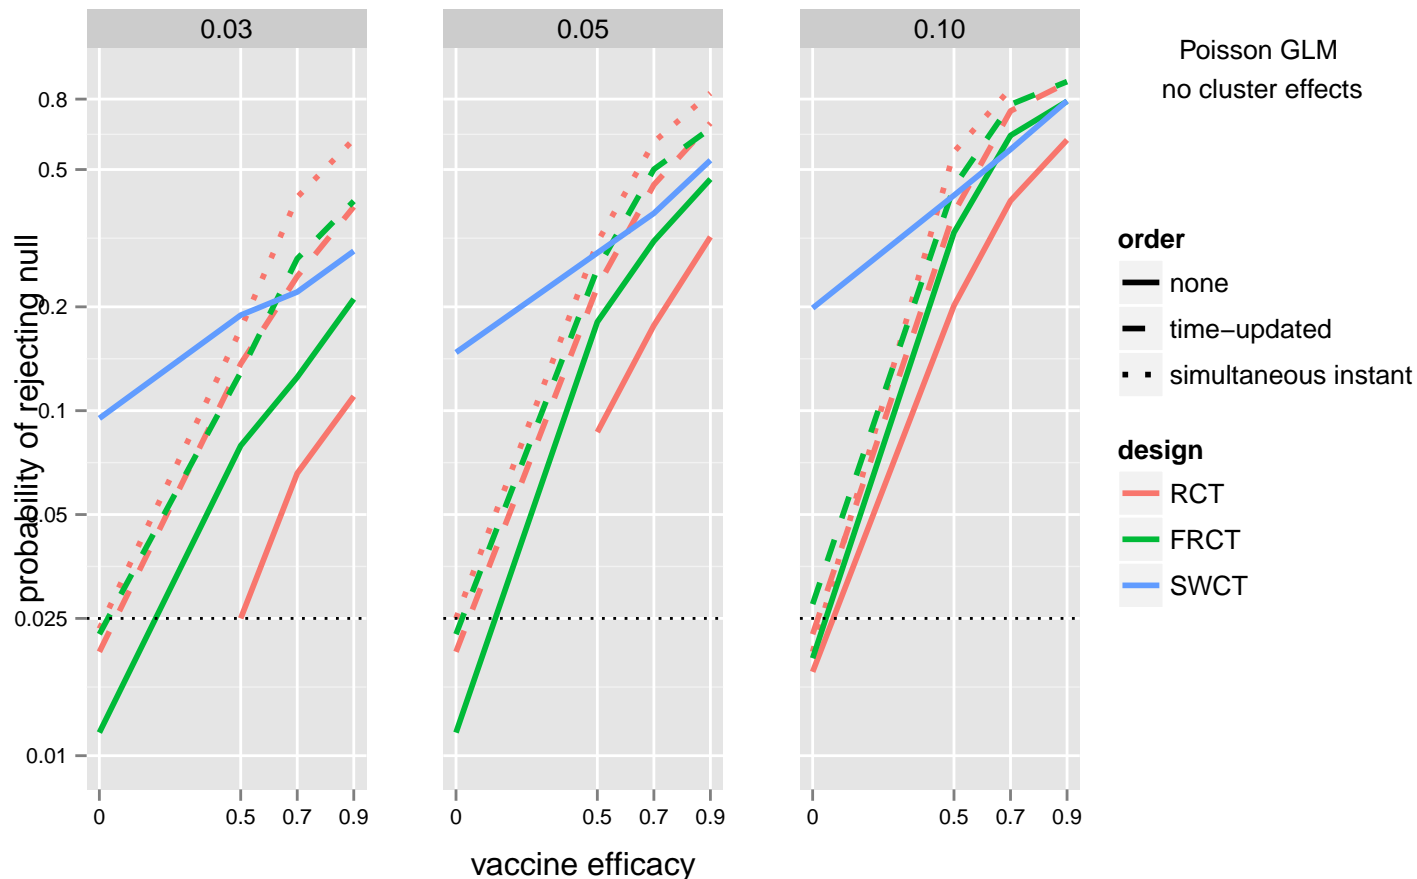 0.03
0.05
0.10
Poisson GLM
no cluster effects
probability of rejecting null
0.8
0.5
0.2
0.1
0.05
0.025
0.01
0 0.5 0.7 0.9
0 0.5 0.7 0.9
0 0.5 0.7 0.9
vaccine efficacy
order
none
time−updated
simultaneous instant
design
RCT
FRCT
SWCT